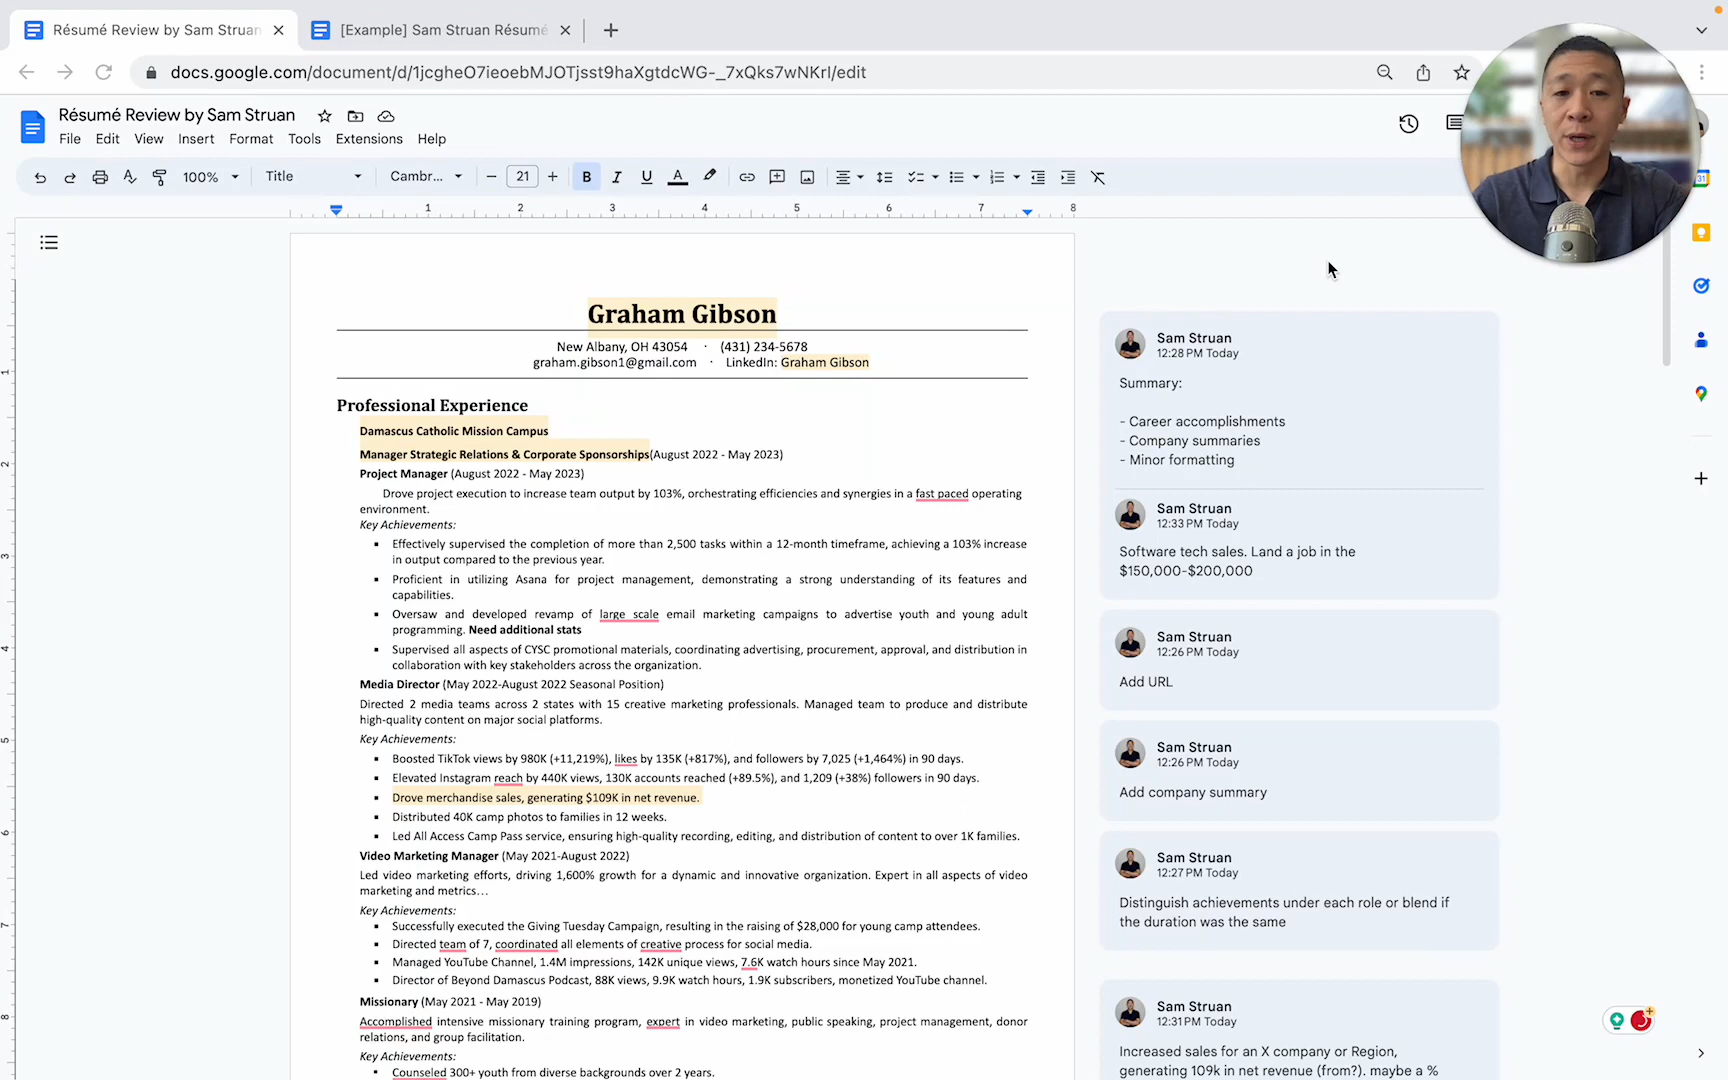 Résumé Review by Sam Struan
[Example] Sam Struan Résumé
docs.google.com/document/d/1jcgheO7ieoebMJOTjsst9haXgtdcWG-_7xQks7wNKrI/edit
Résumé Review by Sam Struan
File Edit View Insert Format Tools Extensions Help
100% Title Cambr... 21 B I U A
1 2 3 4 5 6 7 8
Graham Gibson
New Albany, OH 43054 · (431) 234-5678
graham.gibson1@gmail.com · LinkedIn: Graham Gibson
Professional Experience
Damascus Catholic Mission Campus
Manager Strategic Relations & Corporate Sponsorships(August 2022 - May 2023)
Project Manager (August 2022 - May 2023)
Drove project execution to increase team output by 103%, orchestrating efficiencies and synergies in a fast paced operating
environment.
Key Achievements:
▪ Effectively supervised the completion of more than 2,500 tasks within a 12-month timeframe, achieving a 103% increase
in output compared to the previous year.
▪ Proficient in utilizing Asana for project management, demonstrating a strong understanding of its features and
capabilities.
▪ Oversaw and developed revamp of large scale email marketing campaigns to advertise youth and young adult
programming. Need additional stats
▪ Supervised all aspects of CYSC promotional materials, coordinating advertising, procurement, approval, and distribution in
collaboration with key stakeholders across the organization.
Media Director (May 2022-August 2022 Seasonal Position)
Directed 2 media teams across 2 states with 15 creative marketing professionals. Managed team to produce and distribute
high-quality content on major social platforms.
Key Achievements:
▪ Boosted TikTok views by 980K (+11,219%), likes by 135K (+817%), and followers by 7,025 (+1,464%) in 90 days.
▪ Elevated Instagram reach by 440K views, 130K accounts reached (+89.5%), and 1,209 (+38%) followers in 90 days.
▪ Drove merchandise sales, generating $109K in net revenue.
▪ Distributed 40K camp photos to families in 12 weeks.
▪ Led All Access Camp Pass service, ensuring high-quality recording, editing, and distribution of content to over 1K families.
Video Marketing Manager (May 2021-August 2022)
Led video marketing efforts, driving 1,600% growth for a dynamic and innovative organization. Expert in all aspects of video
marketing and metrics…
Key Achievements:
▪ Successfully executed the Giving Tuesday Campaign, resulting in the raising of $28,000 for young camp attendees.
▪ Directed team of 7, coordinated all elements of creative process for social media.
▪ Managed YouTube Channel, 1.4M impressions, 142K unique views, 7.6K watch hours since May 2021.
▪ Director of Beyond Damascus Podcast, 88K views, 9.9K watch hours, 1.9K subscribers, monetized YouTube channel.
Missionary (May 2021 - May 2019)
Accomplished intensive missionary training program, expert in video marketing, public speaking, project management, donor
relations, and group facilitation.
Key Achievements:
▪ Counseled 300+ youth from diverse backgrounds over 2 years.
1
2
3
4
5
6
7
8
Sam Struan
12:28 PM Today
Summary:
- Career accomplishments
- Company summaries
- Minor formatting
Sam Struan
12:33 PM Today
Software tech sales. Land a job in the
$150,000-$200,000
Sam Struan
12:26 PM Today
Add URL
Sam Struan
12:26 PM Today
Add company summary
Sam Struan
12:27 PM Today
Distinguish achievements under each role or blend if
the duration was the same
Sam Struan
12:31 PM Today
Increased sales for an X company or Region,
generating 109k in net revenue (from?). maybe a %
31